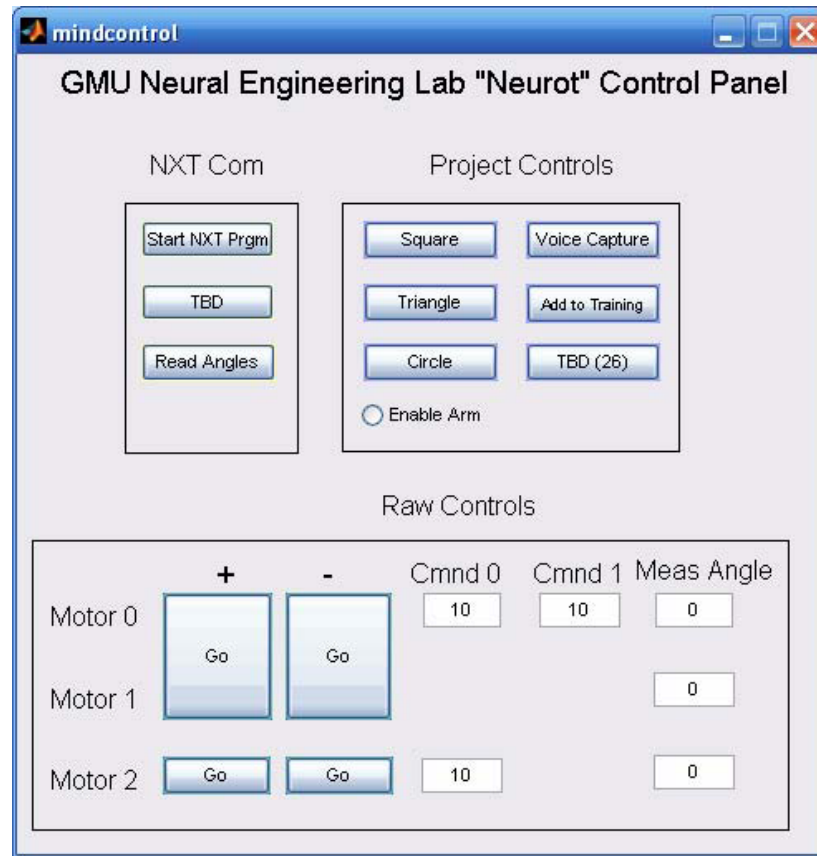 mindcontrol
GMU Neural Engineering Lab "Neurot" Control Panel
NXT Com
Start NXT Prgm
TBD
Read Angles
Project Controls
Square
Voice Capture
Triangle
Add to Training
Circle
TBD (26)
Enable Arm
Raw Controls
+ - Cmnd 0 Cmnd 1 Meas Angle
Motor 0 10 10 0
Go Go
Motor 1 0
Motor 2 Go Go 10 0